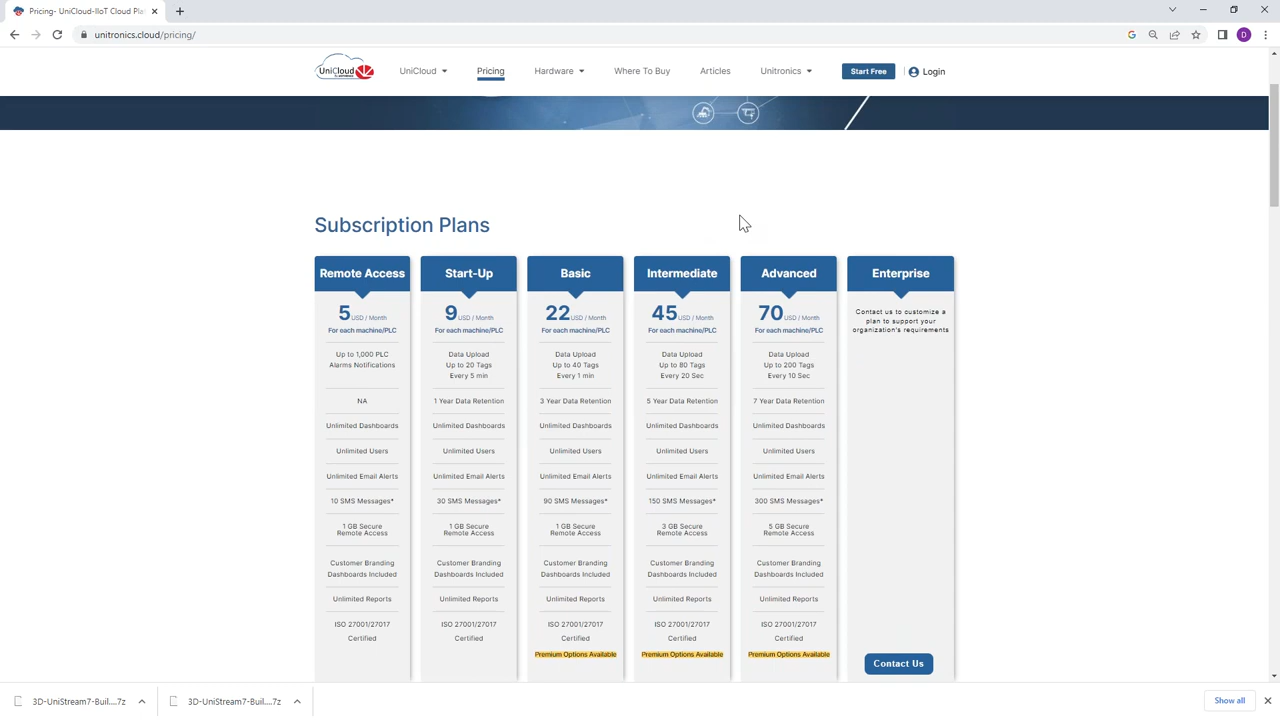 Pricing- UniCloud-IIoT Cloud Pla
unitronics.cloud/pricing/
G
D
UniCloud
UniCloud
Pricing
Hardware
Where To Buy
Articles
Unitronics
Start Free
Login
Subscription Plans
Remote Access
5 USD / Month
For each machine/PLC
Up to 1,000 PLC
Alarms Notifications
NA
Unlimited Dashboards
Unlimited Users
Unlimited Email Alerts
10 SMS Messages*
1 GB Secure
Remote Access
Customer Branding
Dashboards Included
Unlimited Reports
ISO 27001/27017
Certified
Start-Up
9 USD / Month
For each machine/PLC
Data Upload
Up to 20 Tags
Every 5 min
1 Year Data Retention
Unlimited Dashboards
Unlimited Users
Unlimited Email Alerts
30 SMS Messages*
1 GB Secure
Remote Access
Customer Branding
Dashboards Included
Unlimited Reports
ISO 27001/27017
Certified
Basic
22 USD / Month
For each machine/PLC
Data Upload
Up to 40 Tags
Every 1 min
3 Year Data Retention
Unlimited Dashboards
Unlimited Users
Unlimited Email Alerts
90 SMS Messages*
1 GB Secure
Remote Access
Customer Branding
Dashboards Included
Unlimited Reports
ISO 27001/27017
Certified
Premium Options Available
Intermediate
45 USD / Month
For each machine/PLC
Data Upload
Up to 80 Tags
Every 20 Sec
5 Year Data Retention
Unlimited Dashboards
Unlimited Users
Unlimited Email Alerts
150 SMS Messages*
3 GB Secure
Remote Access
Customer Branding
Dashboards Included
Unlimited Reports
ISO 27001/27017
Certified
Premium Options Available
Advanced
70 USD / Month
For each machine/PLC
Data Upload
Up to 200 Tags
Every 10 Sec
7 Year Data Retention
Unlimited Dashboards
Unlimited Users
Unlimited Email Alerts
300 SMS Messages*
5 GB Secure
Remote Access
Customer Branding
Dashboards Included
Unlimited Reports
ISO 27001/27017
Certified
Premium Options Available
Enterprise
Contact us to customize a
plan to support your
organization's requirements
Contact Us
3D-UniStream7-Buil....7z
3D-UniStream7-Buil....7z
Show all